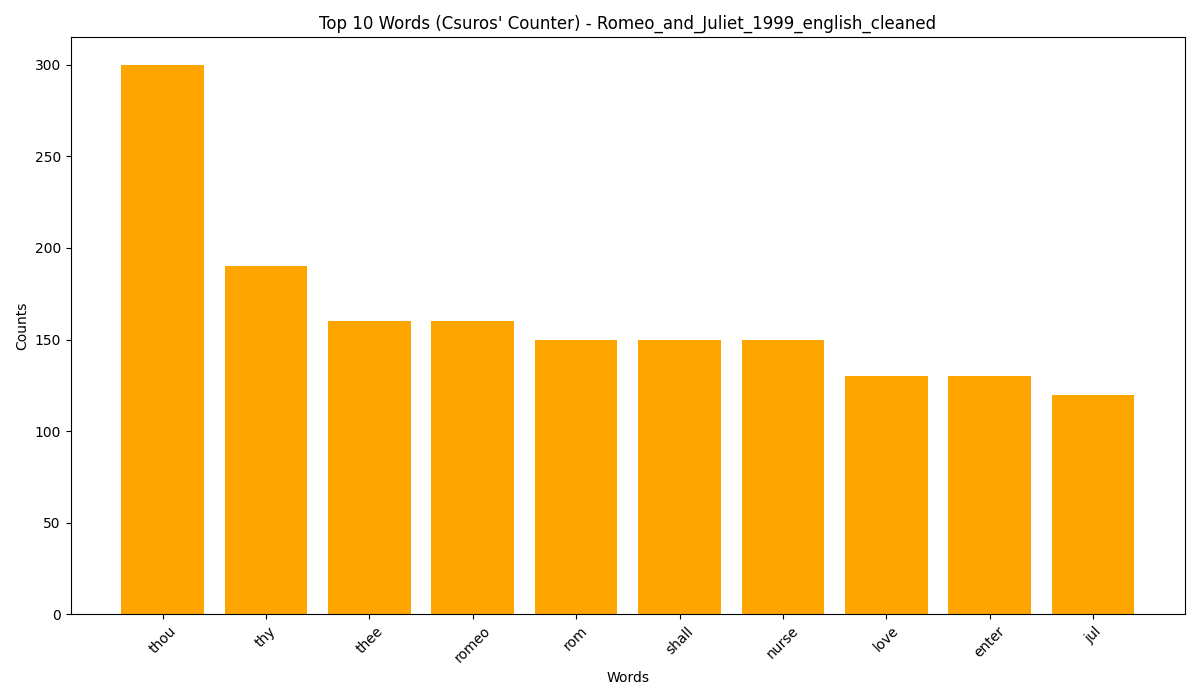 Top 10 Words (Csuros' Counter) - Romeo_and_Juliet_1999_english_cleaned
300
250
200
150
100
50
0
Counts
thou
thy
thee
romeo
rom
shall
nurse
love
enter
jul
Words